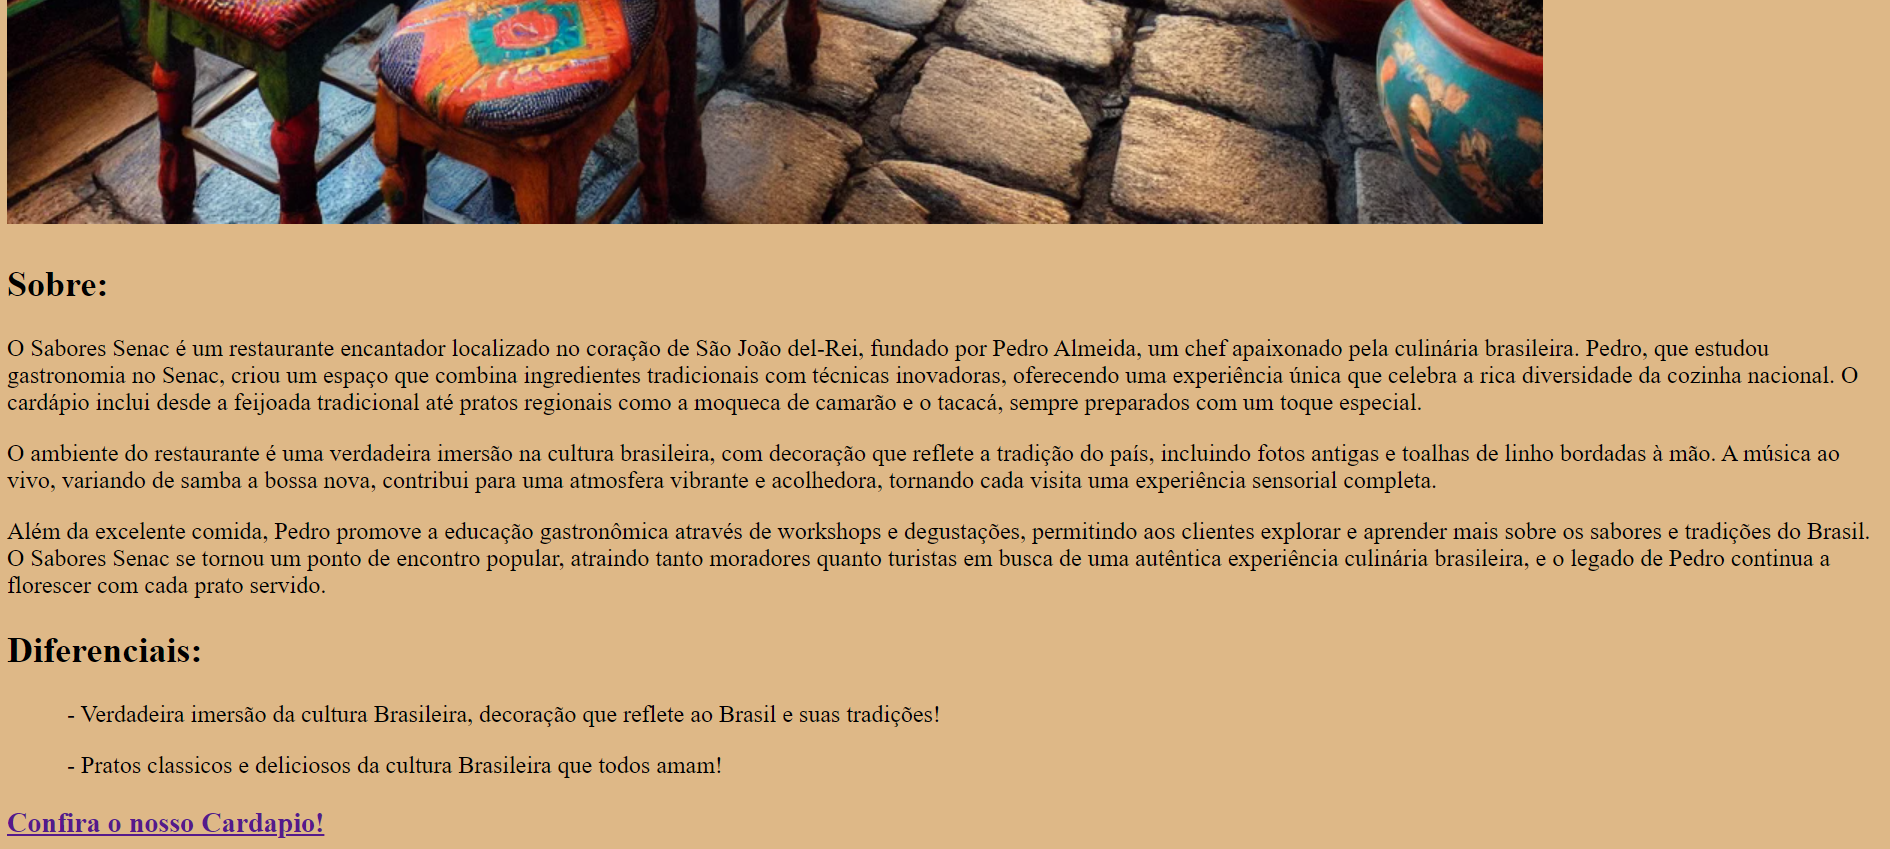 Sobre:
O Sabores Senac é um restaurante encantador localizado no coração de São João del-Rei, fundado por Pedro Almeida, um chef apaixonado pela culinária brasileira. Pedro, que estudou
gastronomia no Senac, criou um espaço que combina ingredientes tradicionais com técnicas inovadoras, oferecendo uma experiência única que celebra a rica diversidade da cozinha nacional. O
cardápio inclui desde a feijoada tradicional até pratos regionais como a moqueca de camarão e o tacacá, sempre preparados com um toque especial.
O ambiente do restaurante é uma verdadeira imersão na cultura brasileira, com decoração que reflete a tradição do país, incluindo fotos antigas e toalhas de linho bordadas à mão. A música ao
vivo, variando de samba a bossa nova, contribui para uma atmosfera vibrante e acolhedora, tornando cada visita uma experiência sensorial completa.
Além da excelente comida, Pedro promove a educação gastronômica através de workshops e degustações, permitindo aos clientes explorar e aprender mais sobre os sabores e tradições do Brasil.
O Sabores Senac se tornou um ponto de encontro popular, atraindo tanto moradores quanto turistas em busca de uma autêntica experiência culinária brasileira, e o legado de Pedro continua a
florescer com cada prato servido.
Diferenciais:
- Verdadeira imersão da cultura Brasileira, decoração que reflete ao Brasil e suas tradições!
- Pratos classicos e deliciosos da cultura Brasileira que todos amam!
Confira o nosso Cardapio!